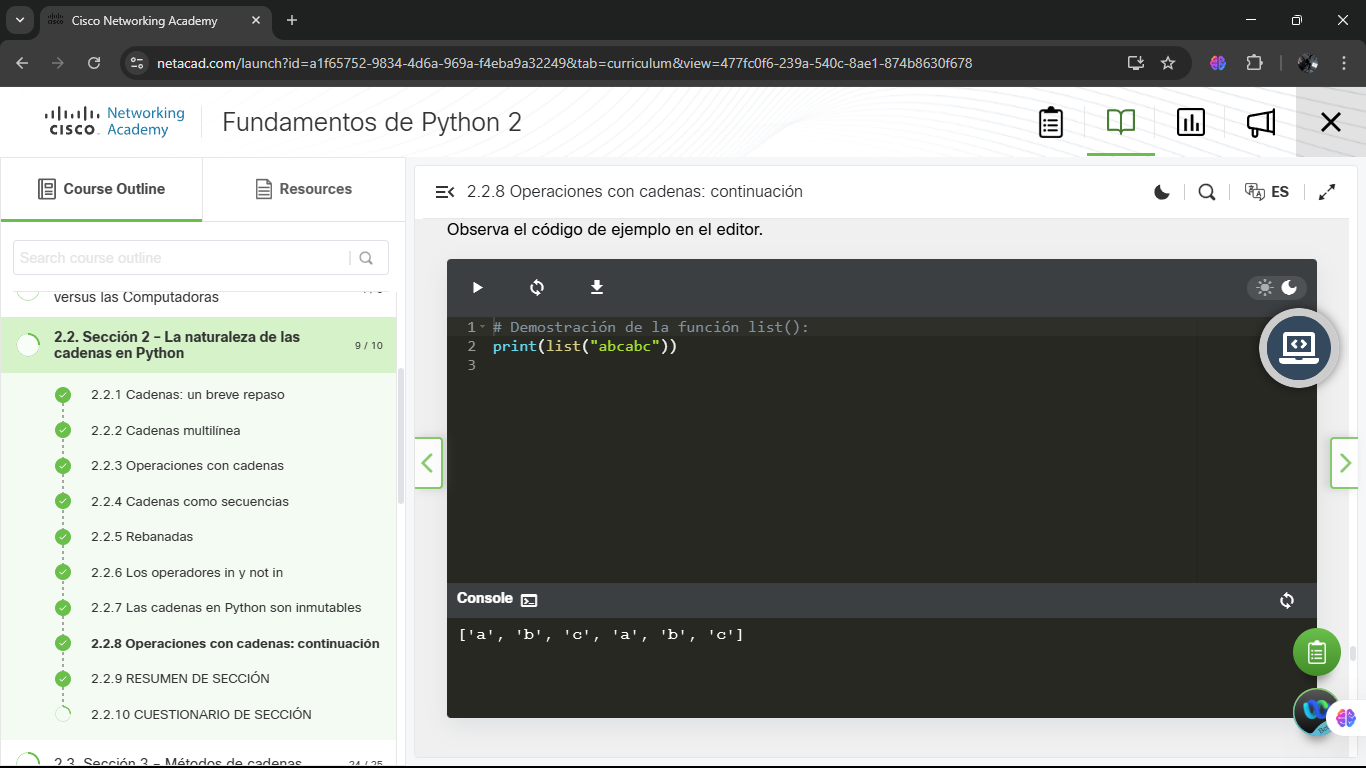 Cisco Networking Academy
netacad.com/launch?id=a1f65752-9834-4d6a-969a-f4eba9a32249&tab=curriculum&view=477fc0f6-239a-540c-8ae1-874b8630f678
CISCO Networking Academy
Fundamentos de Python 2
Course Outline
Resources
Search course outline
versus las Computadoras
2.2. Sección 2 – La naturaleza de las
cadenas en Python
9 / 10
2.2.1 Cadenas: un breve repaso
2.2.2 Cadenas multilínea
2.2.3 Operaciones con cadenas
2.2.4 Cadenas como secuencias
2.2.5 Rebanadas
2.2.6 Los operadores in y not in
2.2.7 Las cadenas en Python son inmutables
2.2.8 Operaciones con cadenas: continuación
2.2.9 RESUMEN DE SECCIÓN
2.2.10 CUESTIONARIO DE SECCIÓN
2.3. Sección 3 – Métodos de cadenas
24 / 25
2.2.8 Operaciones con cadenas: continuación
ES
Observa el código de ejemplo en el editor.
1 # Demostración de la función list():
2 print(list("abcabc"))
3
Console
['a', 'b', 'c', 'a', 'b', 'c']